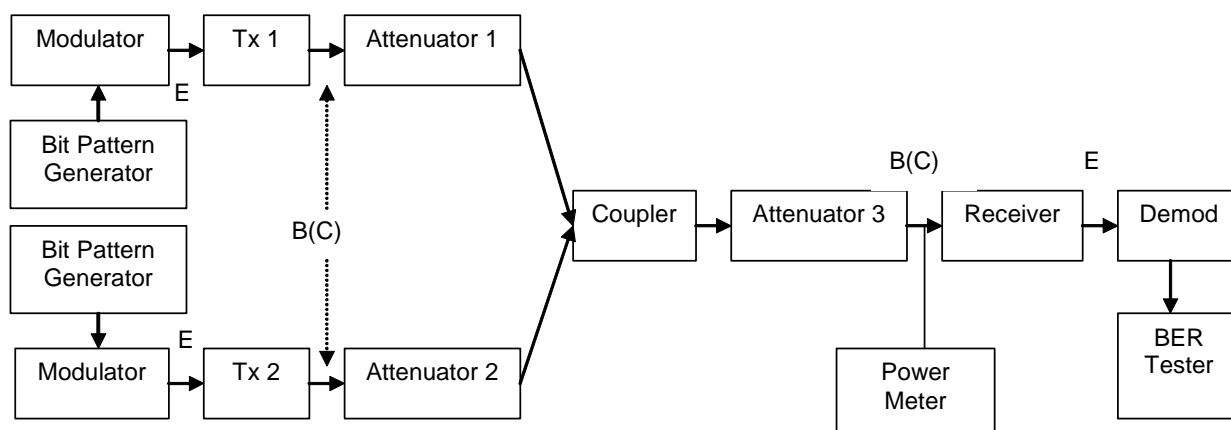 Modulator
Tx 1
Attenuator 1
E
Bit Pattern
Generator
B(C)
Bit Pattern
Generator
E
Modulator
Tx 2
Attenuator 2
Coupler
Attenuator 3
B(C)
Receiver
E
Demod
Power
Meter
BER
Tester